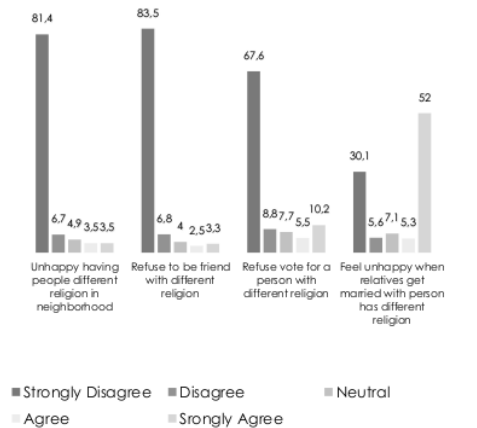 81,4
6,7
4,9
3,5
3,5
83,5
6,8
4
2,5
3,3
67,6
8,8
7,7
5,5
10,2
30,1
5,6
7,1
5,3
52
Unhappy having
people different
religion in
neighborhood
Refuse to be friend
with different
religion
Refuse vote for a
person with
different religion
Feel unhappy when
relatives get
married with person
has different
religion
Strongly Disagree
Disagree
Neutral
Agree
Srongly Agree